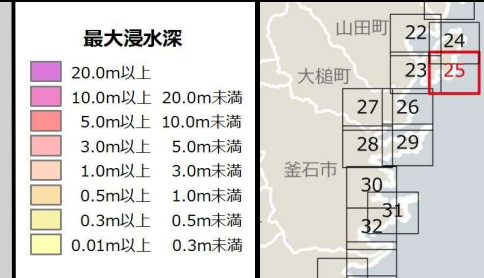 最大浸水深
20.0m以上
10.0m以上 20.0m未満
5.0m以上 10.0m未満
3.0m以上 5.0m未満
1.0m以上 3.0m未満
0.5m以上 1.0m未満
0.3m以上 0.5m未満
0.01m以上 0.3m未満
山田町
22
24
大槌町
23
25
27
26
28
29
釜石市
30
31
32